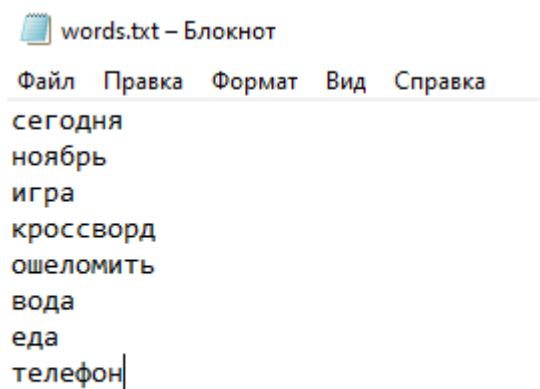 words.txt – Блокнот
Файл Правка Формат Вид Справка
сегодня
ноябрь
игра
кроссворд
ошеломить
вода
еда
телефон